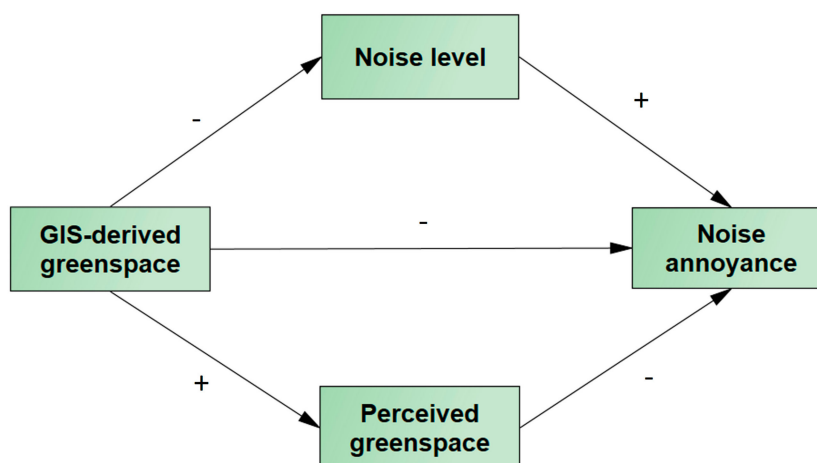 Noise level
-
+
GIS-derived
greenspace
-
Noise
annoyance
+
-
Perceived
greenspace